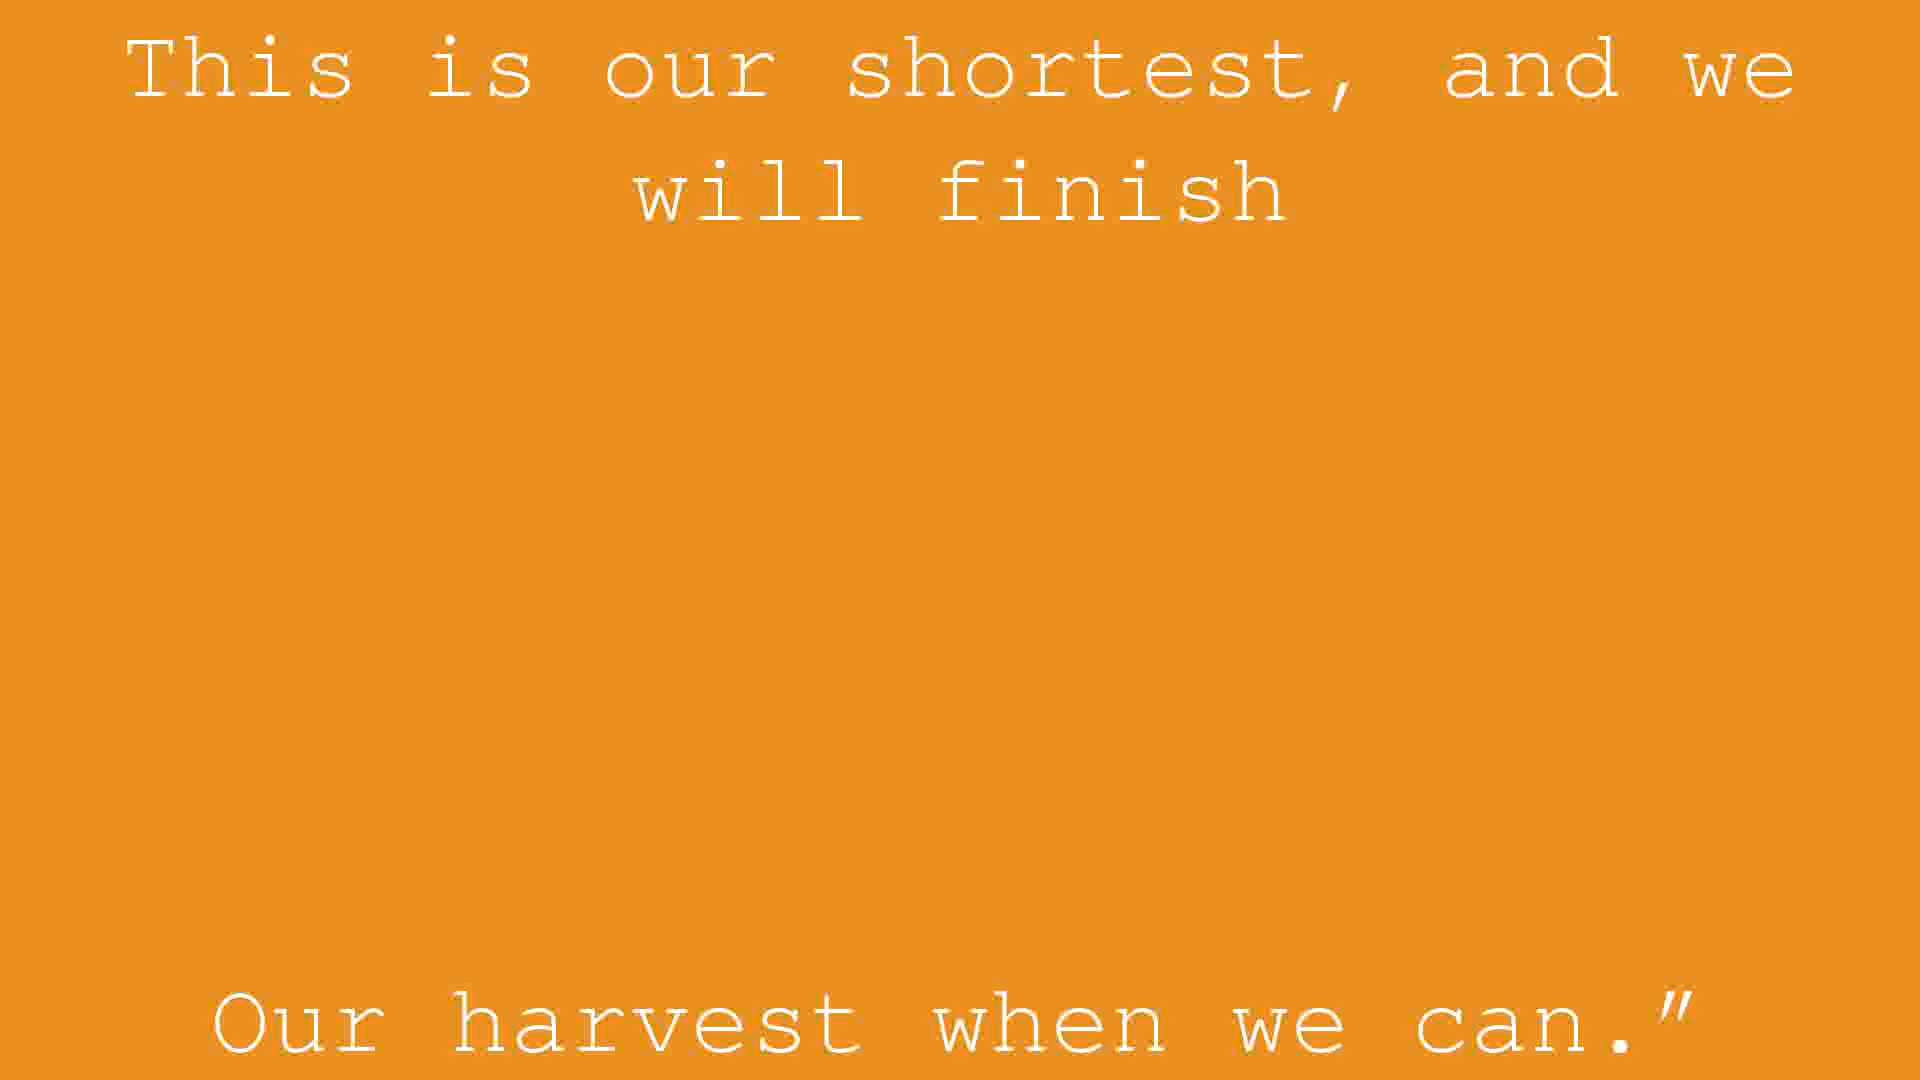 This is our shortest, and we
will finish
Our harvest when we can.”